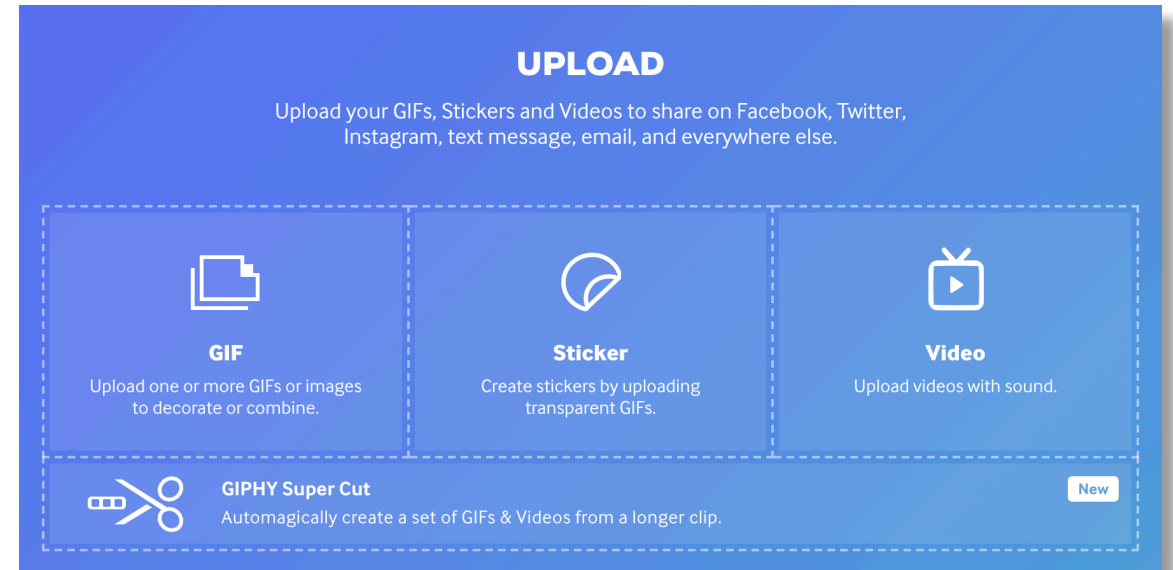 UPLOAD
Upload your GIFs, Stickers and Videos to share on Facebook, Twitter,
Instagram, text message, email, and everywhere else.
GIF
Upload one or more GIFs or images
to decorate or combine.
Sticker
Create stickers by uploading
transparent GIFs.
Video
Upload videos with sound.
GIPHY Super Cut
New
Automagically create a set of GIFs & Videos from a longer clip.